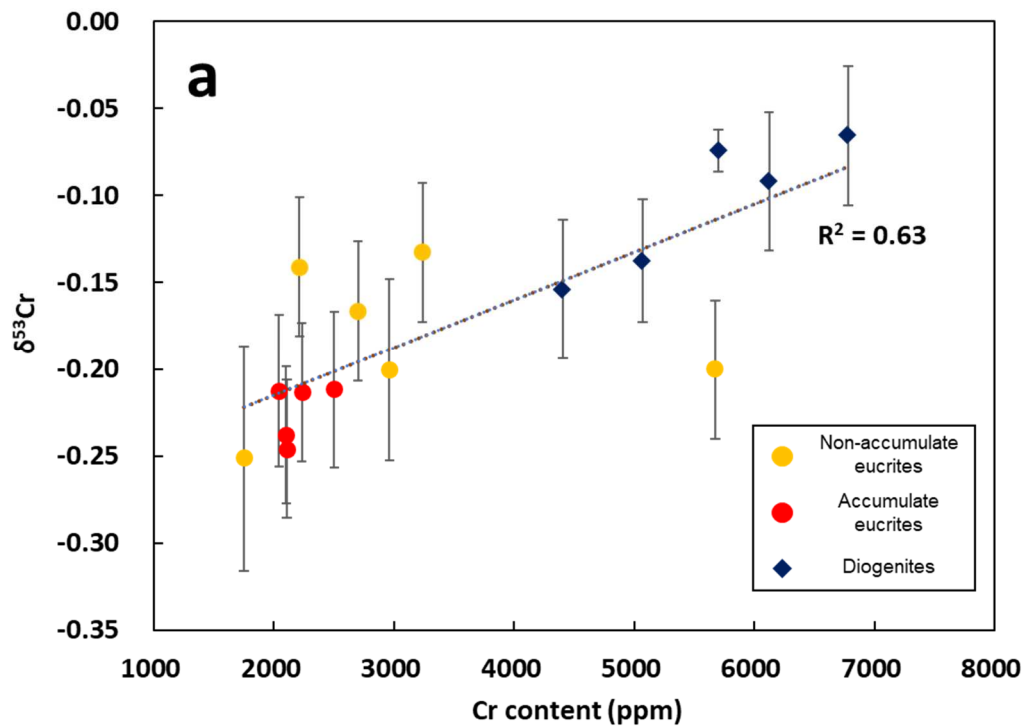 0.00
a
-0.05
-0.10
-0.15
-0.20
-0.25
-0.30
-0.35
δ⁵³Cr
R² = 0.63
Non-accumulate
eucrites
Accumulate
eucrites
Diogenites
1000 2000 3000 4000 5000 6000 7000 8000
Cr content (ppm)